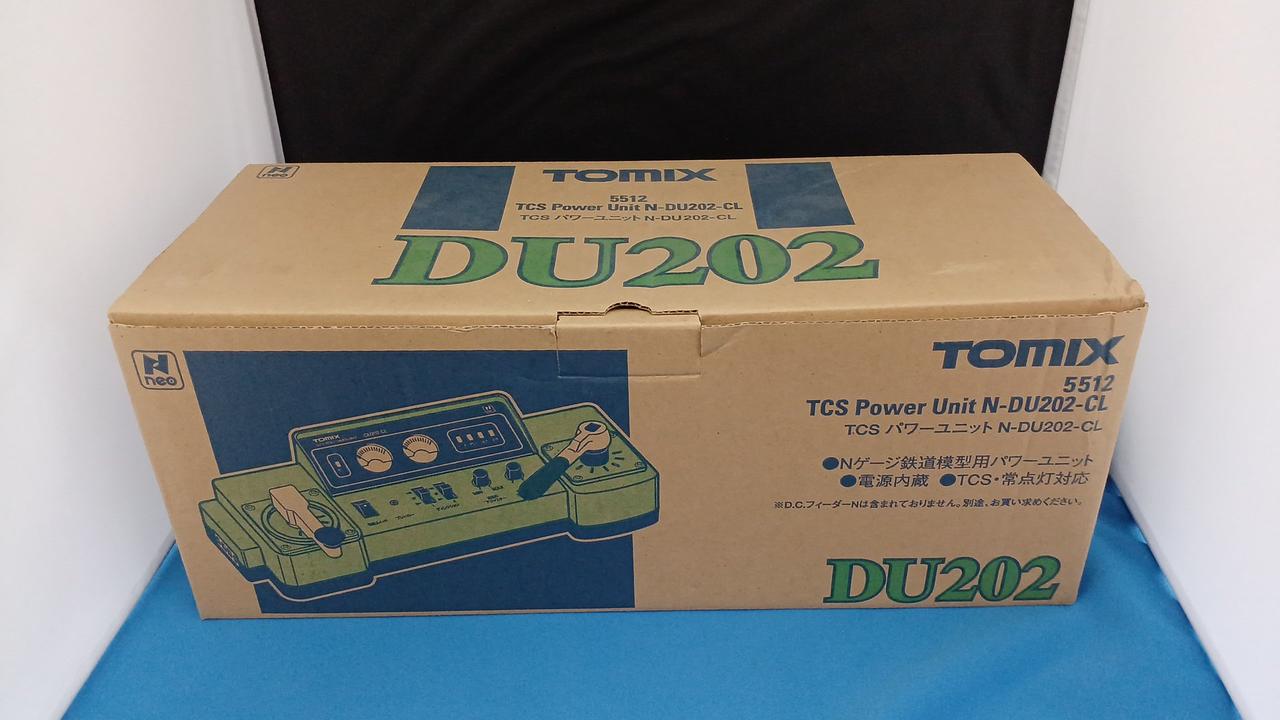 neo
TOMIX
5512
TCS Power Unit N-DU202-CL
TCS パワーユニット N-DU202-CL
DU202
neo
TOMIX
5512
TCS Power Unit N-DU202-CL
TCS パワーユニット N-DU202-CL
●Nゲージ鉄道模型用パワーユニット
●電源内蔵 ●TCS・常点灯対応
※D.C.フィーダーNは含まれておりません。別途、お買い求めください。
TOMIX
DU202